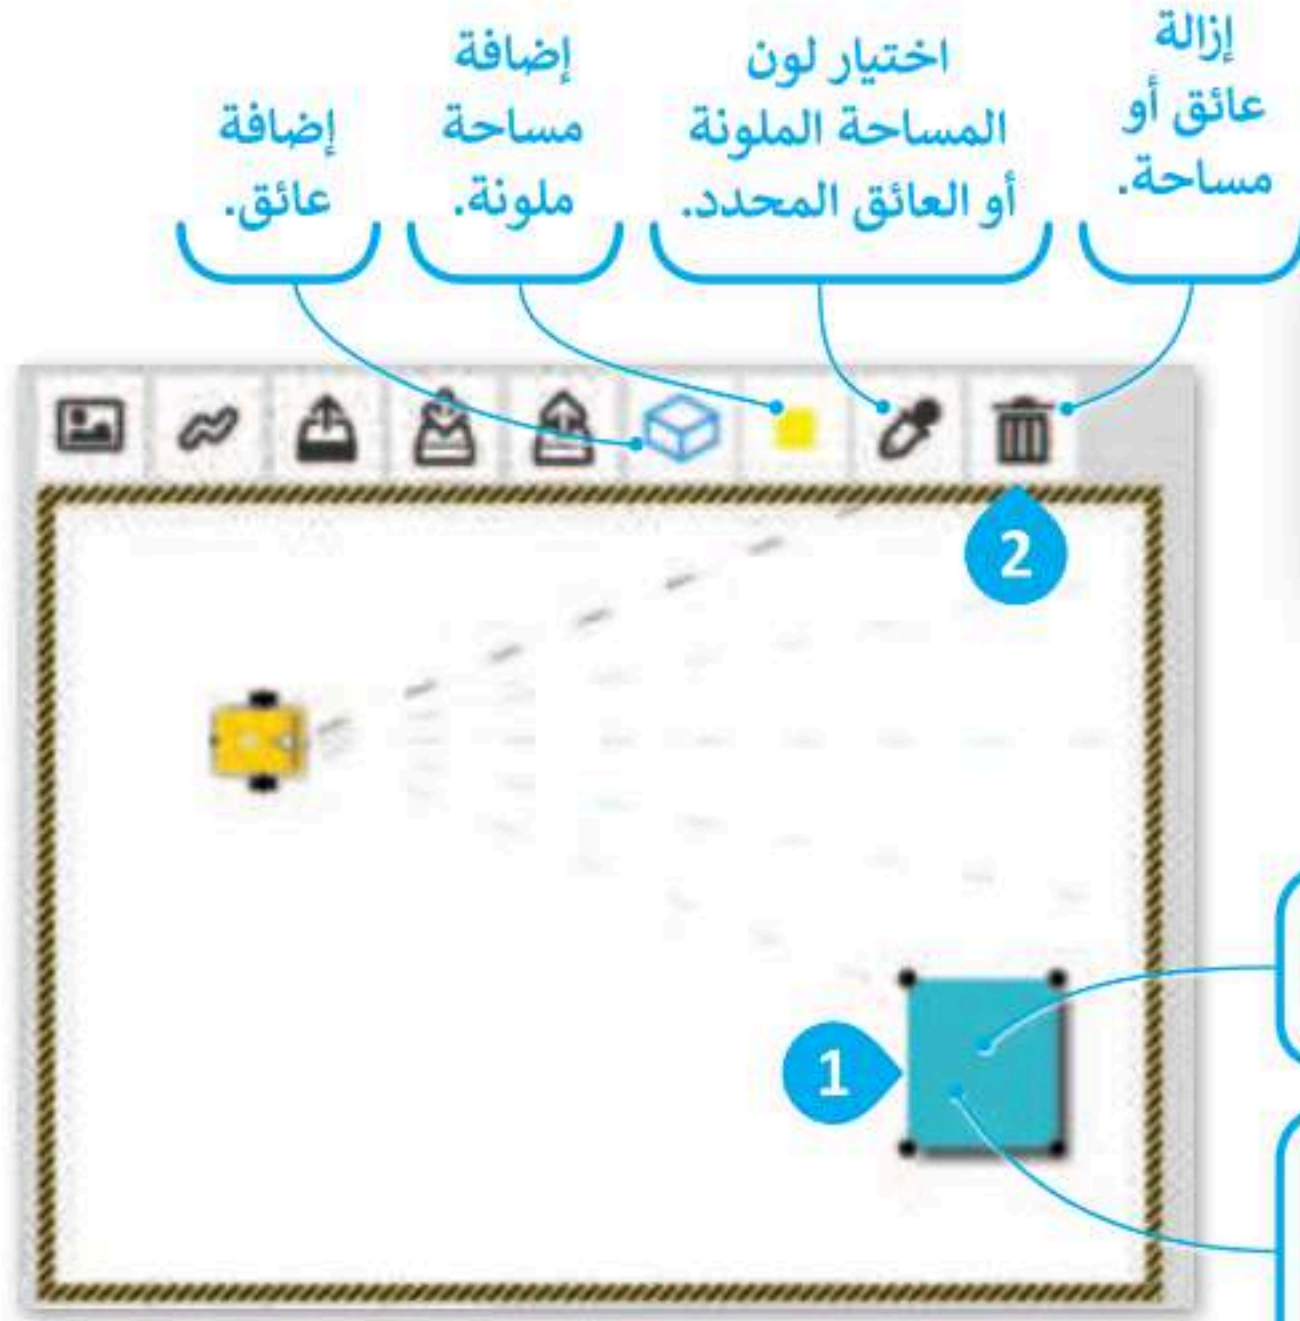 إزالة
عائق أو
مساحة.
اختيار لون
المساحة الملونة
أو العائق المحدد.
إضافة
مساحة
ملونة.
إضافة
عائق.
2
1